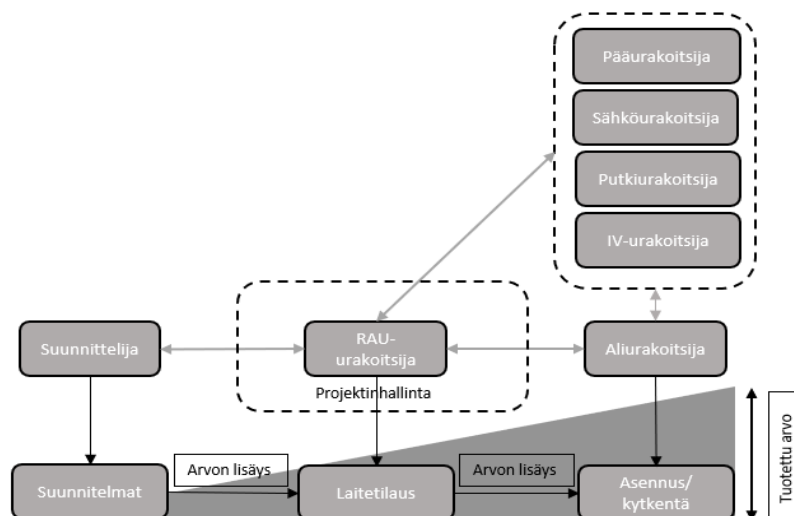 Pääurakoitsija
Sähköurakoitsija
Putkiurakoitsija
IV-urakoitsija
Suunnittelija
RAU-
urakoitsija
Aliurakoitsija
Projektinhallinta
Arvon lisäys
Arvon lisäys
Suunnitelmat
Laitetilaus
Asennus/
kytkentä
Tuotettu arvo